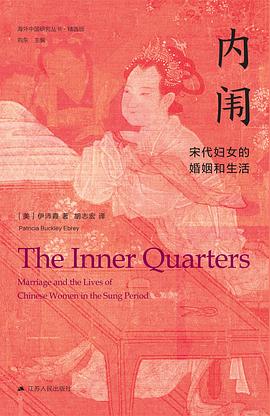 海外中国研究丛书·精选版
刘东 主编
内闱
宋代妇女的
婚姻和生活
[美] 伊沛霞 著 胡志宏 译
Patricia Buckley Ebrey
The Inner Quarters
Marriage and the Lives of
Chinese Women in the Sung Period
江苏人民出版社